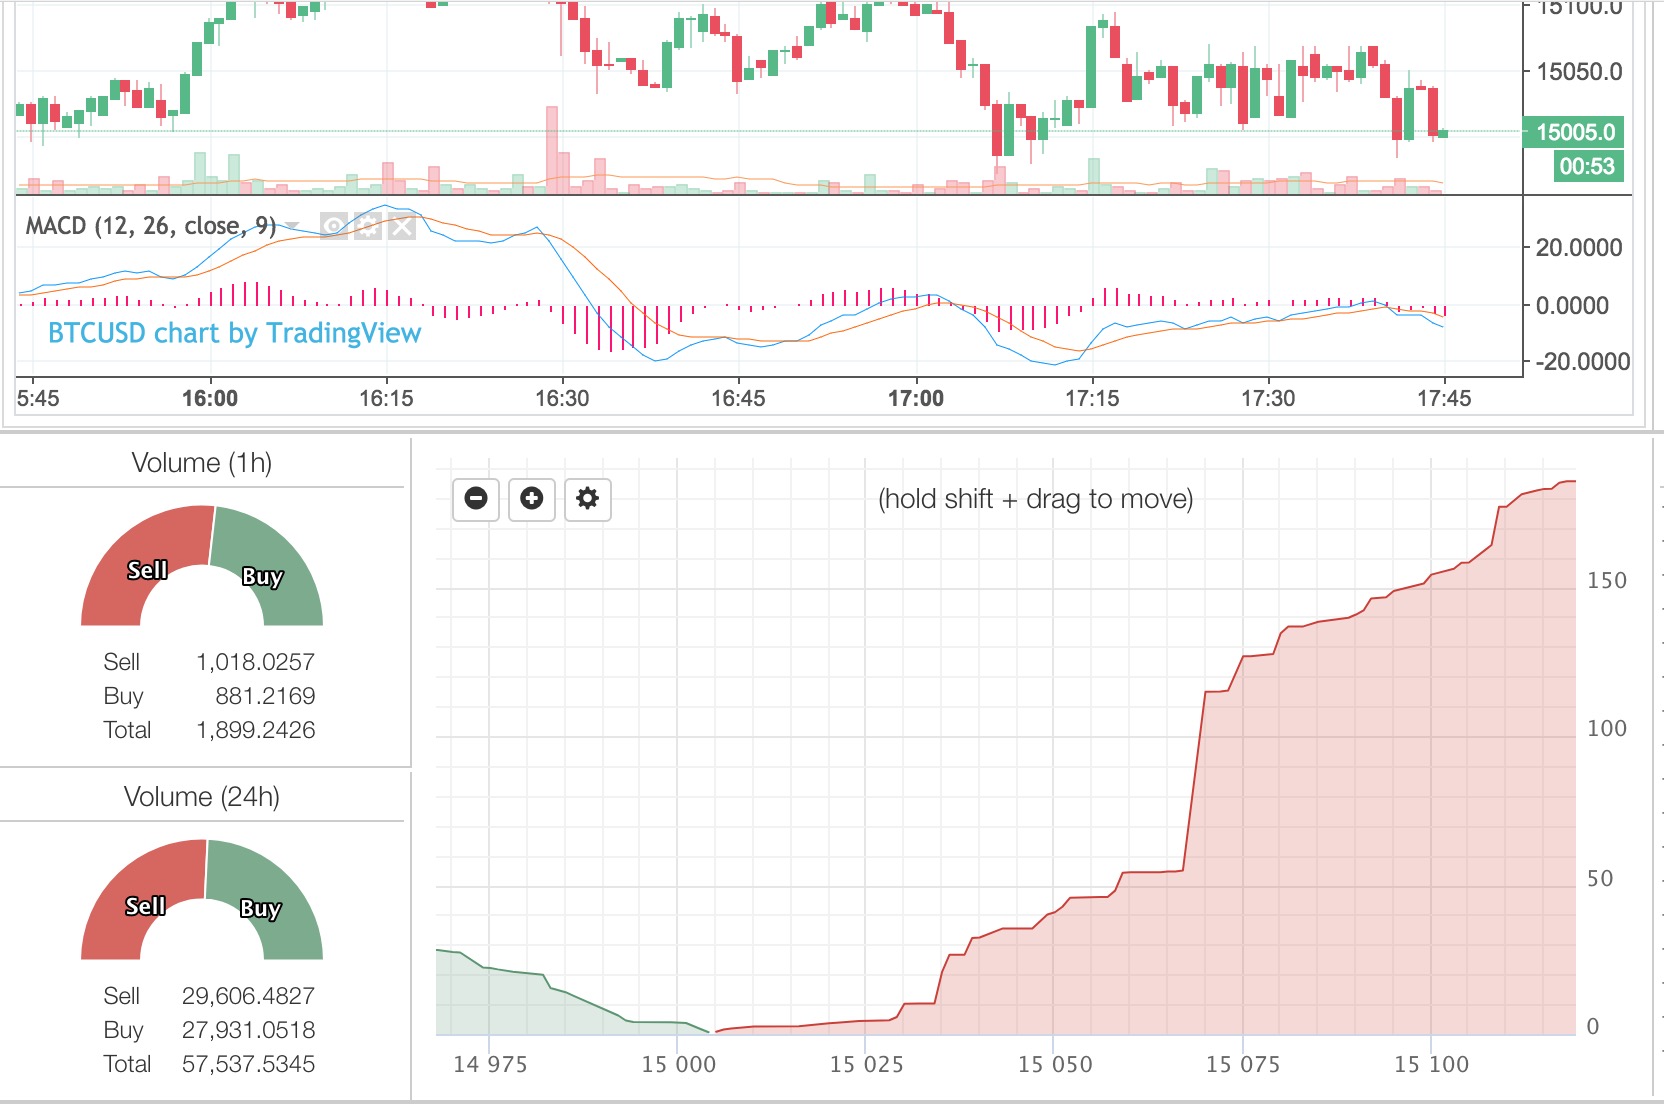 15100.0
15050.0
15005.0
00:53
MACD (12, 26, close, 9)
20.0000
0.0000
BTCUSD chart by TradingView
-20.0000
5:45 16:00 16:15 16:30 16:45 17:00 17:15 17:30 17:45
Volume (1h)
Sell
Buy
Sell 1,018.0257
Buy 881.2169
Total 1,899.2426
Volume (24h)
Sell
Buy
Sell 29,606.4827
Buy 27,931.0518
Total 57,537.5345
(hold shift + drag to move)
150
100
50
0
14 975 15 000 15 025 15 050 15 075 15 100